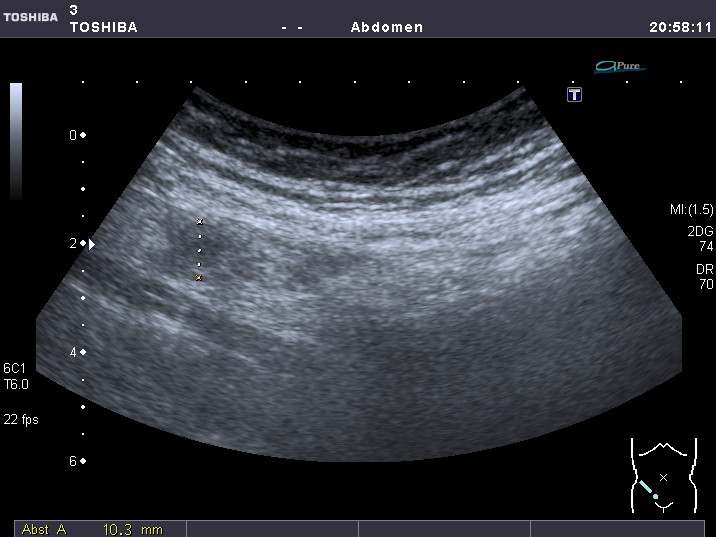 TOSHIBA
3
TOSHIBA - - Abdomen 20:58:11
Pure
T
0
MI:(1.5)
2DG
74
2
DR
70
4
6C1
T6.0
22 fps
6
Abst A 10.3 mm